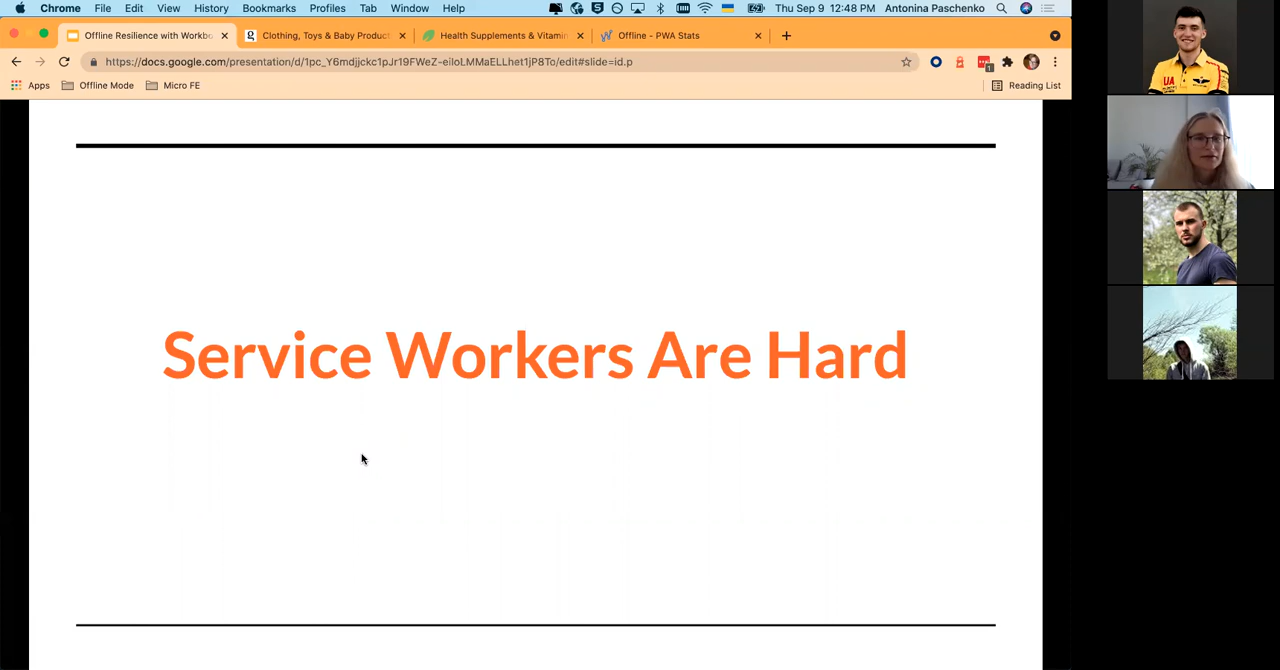 Chrome File Edit View History Bookmarks Profiles Tab Window Help
Thu Sep 9 12:48 PM Antonina Paschenko
Offline Resilience with Workbo
Clothing, Toys & Baby Product
Health Supplements & Vitamin
Offline - PWA Stats
https://docs.google.com/presentation/d/1pc_Y6mdjjckc1pJr19FWeZ-eiloLMMaELLhet1jP8To/edit#slide=id.p
Apps Offline Mode Micro FE Reading List
Service Workers Are Hard
UA